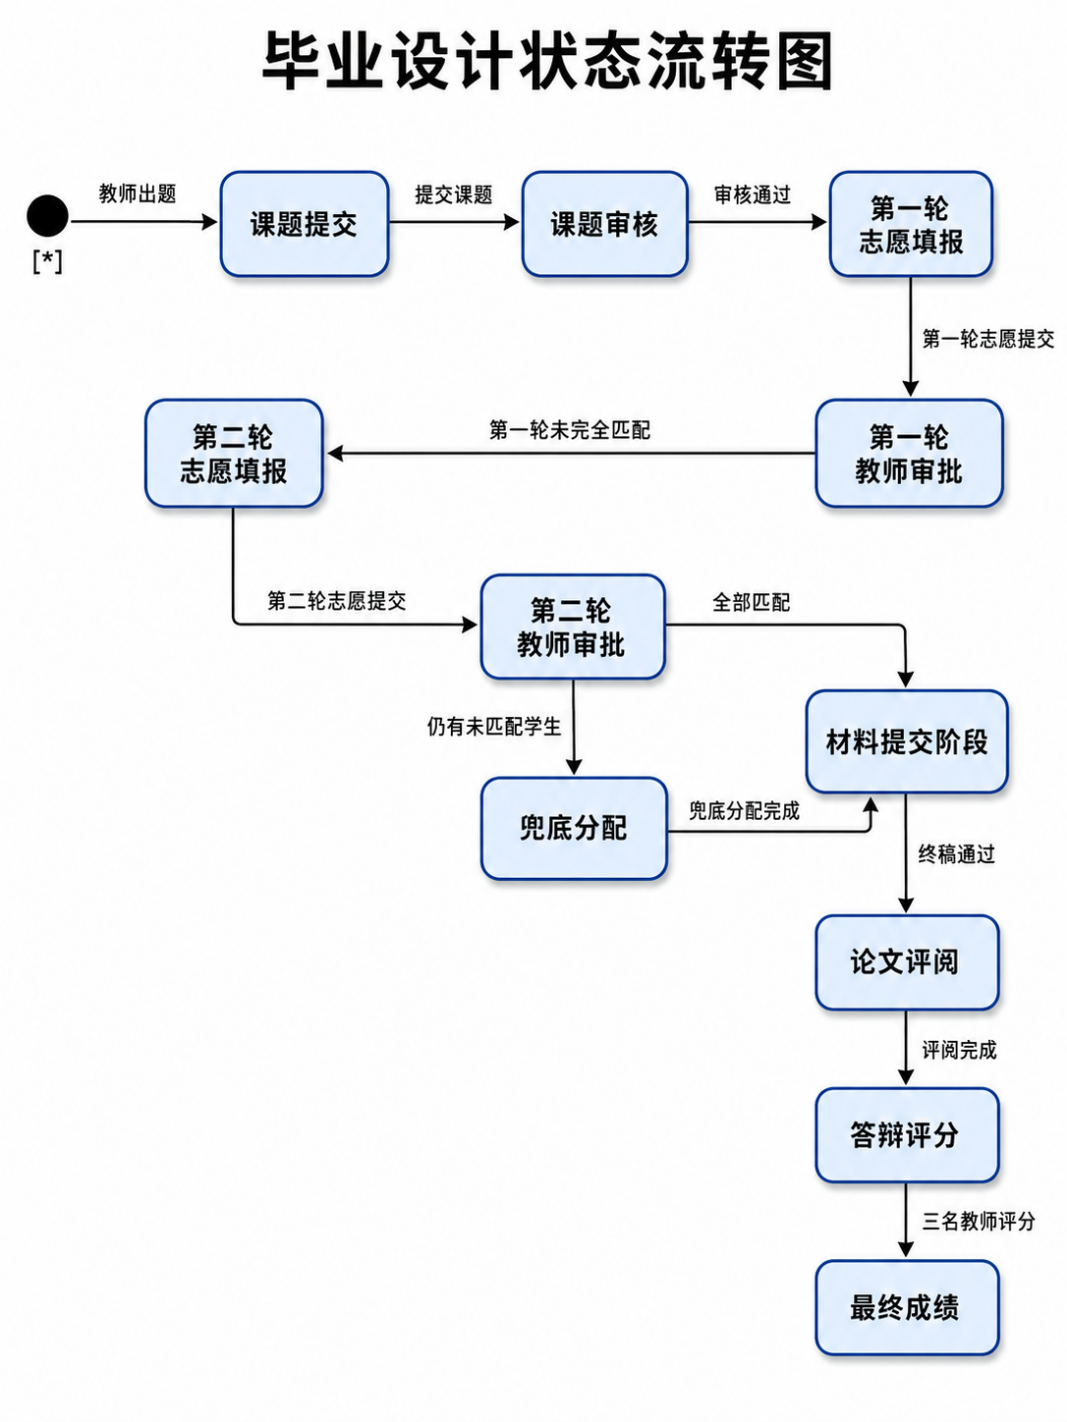 毕业设计状态流转图
教师出题
提交课题
审核通过
[*]
课题提交
课题审核
第一轮
志愿填报
第一轮志愿提交
第二轮
志愿填报
第一轮未完全匹配
第一轮
教师审批
第二轮志愿提交
第二轮
教师审批
全部匹配
仍有未匹配学生
材料提交阶段
兜底分配
兜底分配完成
终稿通过
论文评阅
评阅完成
答辩评分
三名教师评分
最终成绩